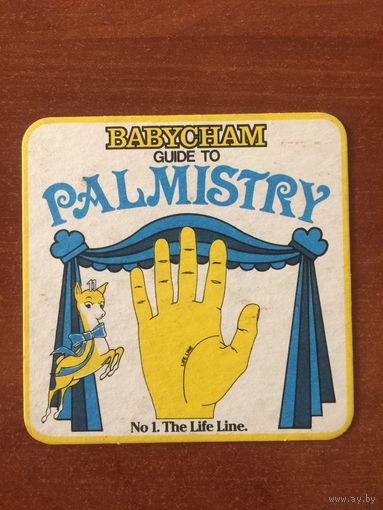 BABYCHAM
GUIDE TO
PALMISTRY
LIFE LINE
No 1. The Life Line.
www.ay.by